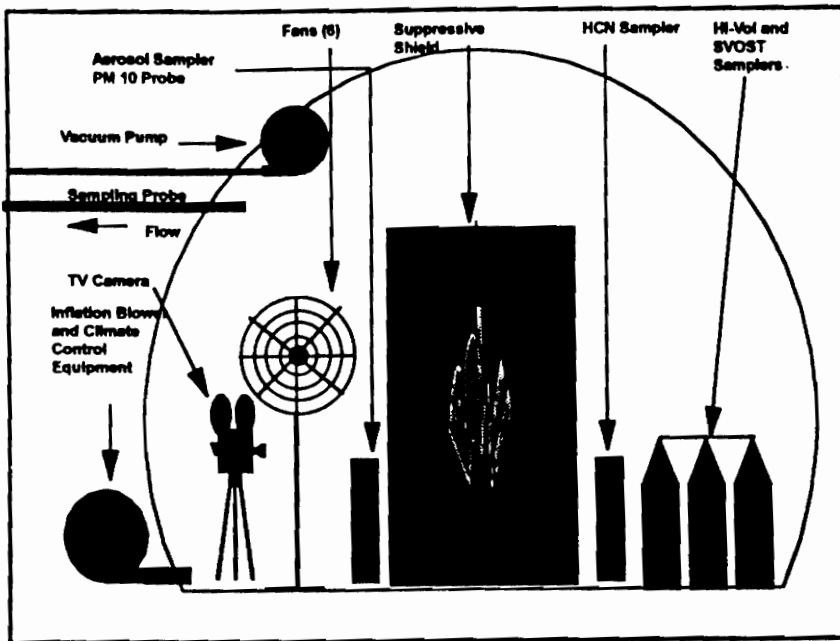 Fans (6)
Suppressive
Shield
HCN Sampler
Hi-Vol and
SVOST
Samplers
Aerosol Sampler
PM 10 Probe
Vacuum Pump
Sampling Probe
Flow
TV Camera
Inflation Blower
and Climate
Control
Equipment